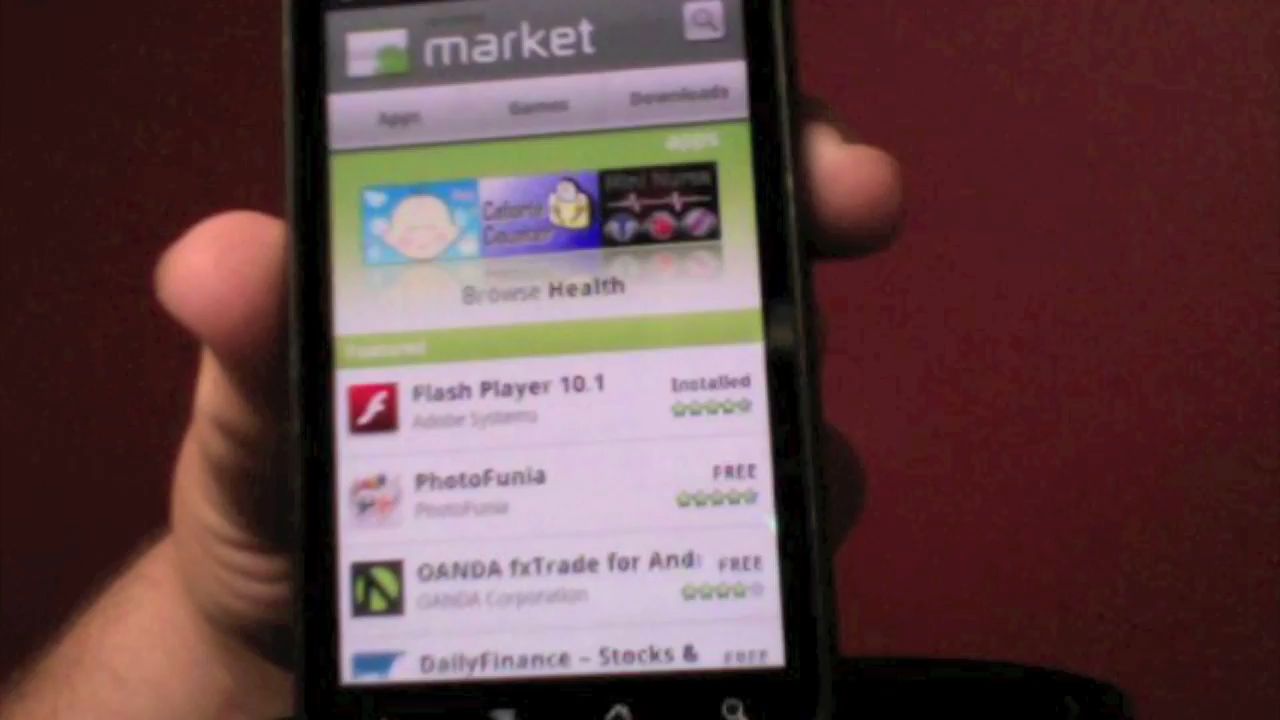 market
Apps Games Downloads
apps
Calorie
Counter
Browse Health
Featured
Flash Player 10.1 Installed
Adobe Systems
PhotoFunia FREE
PhotoFunia
OANDA fxTrade for And FREE
OANDA Corporation
DailyFinance – Stocks & FREE